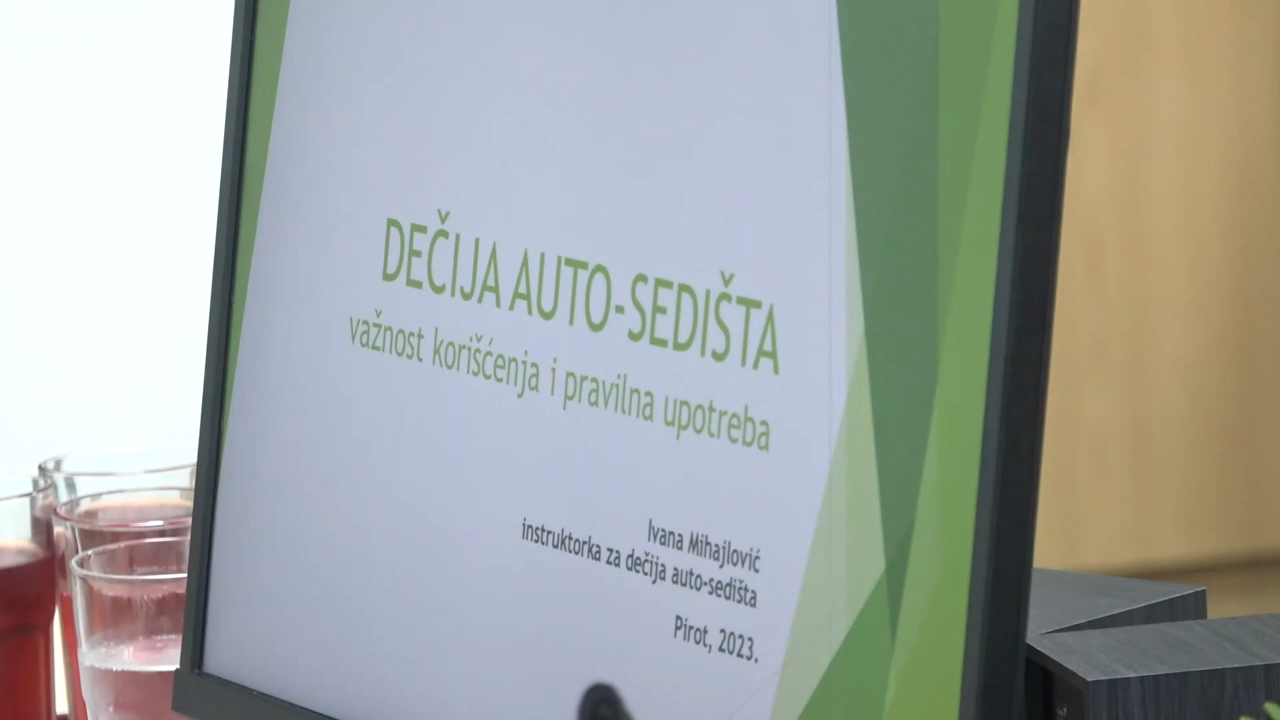 DEČIJA AUTO-SEDIŠTA
važnost korišćenja i pravilna upotreba
Ivana Mihajlović
instruktorka za dečija auto-sedišta
Pirot, 2023.